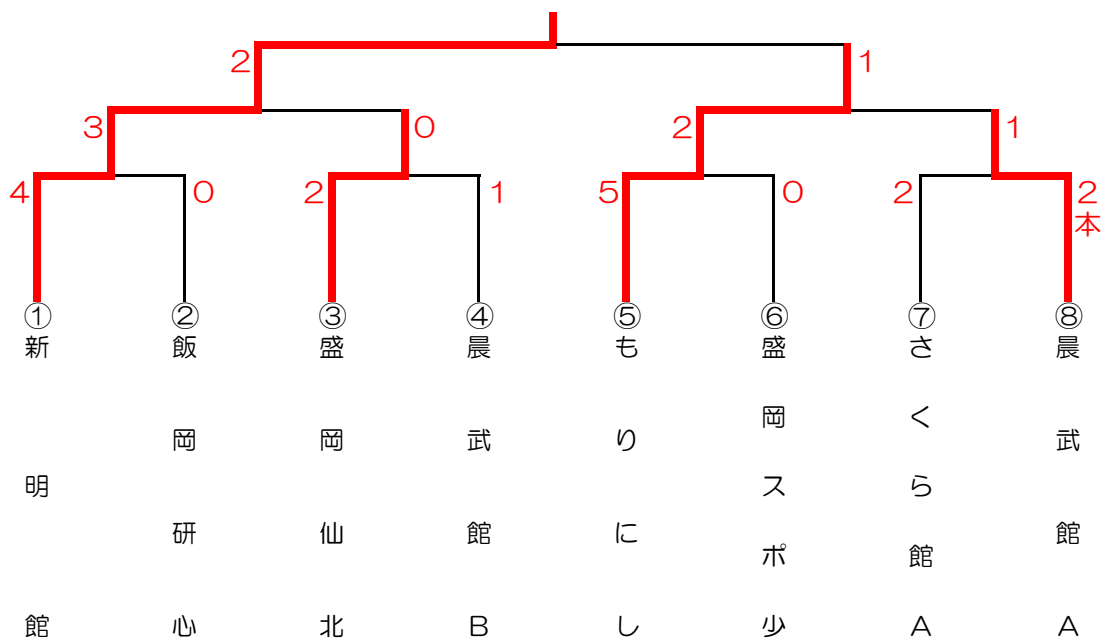 2 1
3 0 2 1
4 0 2 1 5 0 2 2本
① ② ③ ④ ⑤ ⑥ ⑦ ⑧
新明館
飯岡研心
盛岡仙北
晨武館B
もりにし
盛岡スポ少
さくら館A
晨武館A